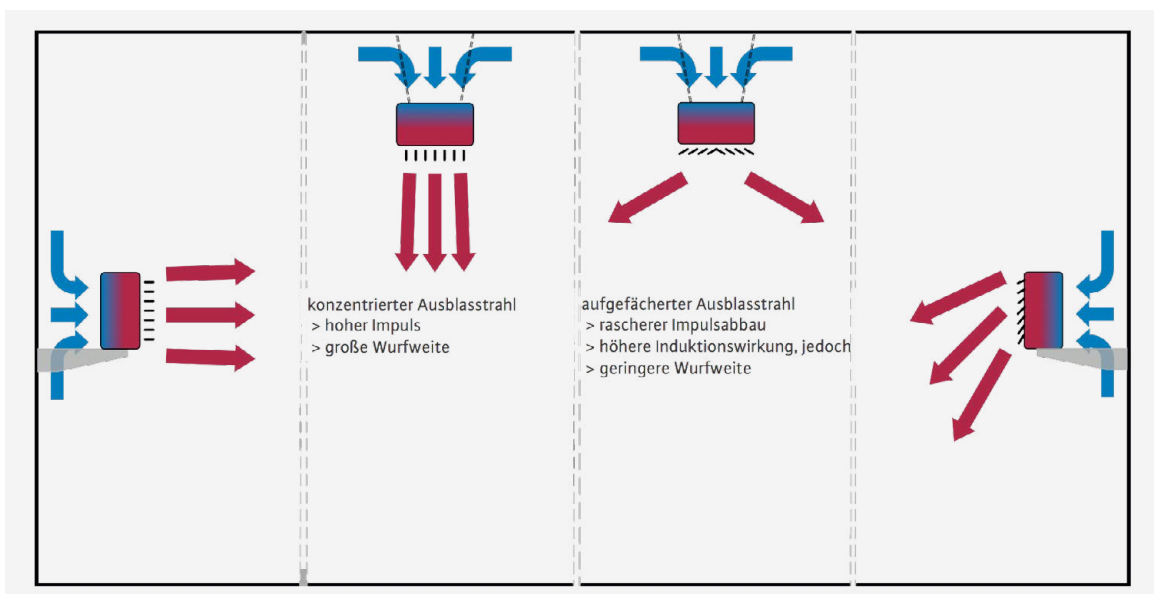 konzentrierter Ausblasstrahl
> hoher Impuls
> große Wurfweite
aufgefächerter Ausblasstrahl
> rascherer Impulsabbau
> höhere Induktionswirkung, jedoch
> geringere Wurfweite